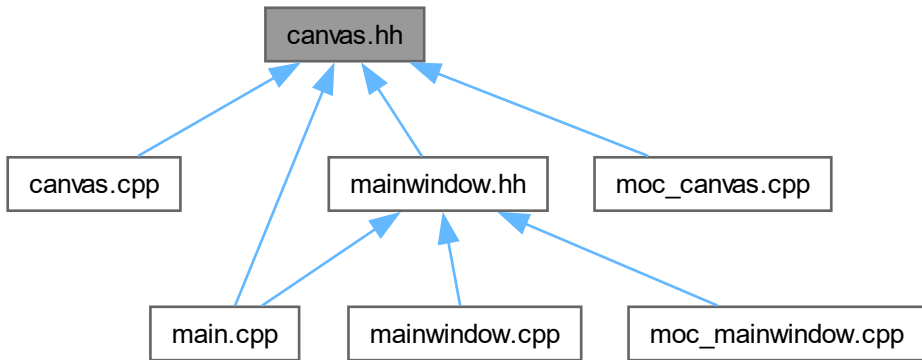 canvas.hh
canvas.cpp
mainwindow.hh
moc_canvas.cpp
main.cpp
mainwindow.cpp
moc_mainwindow.cpp